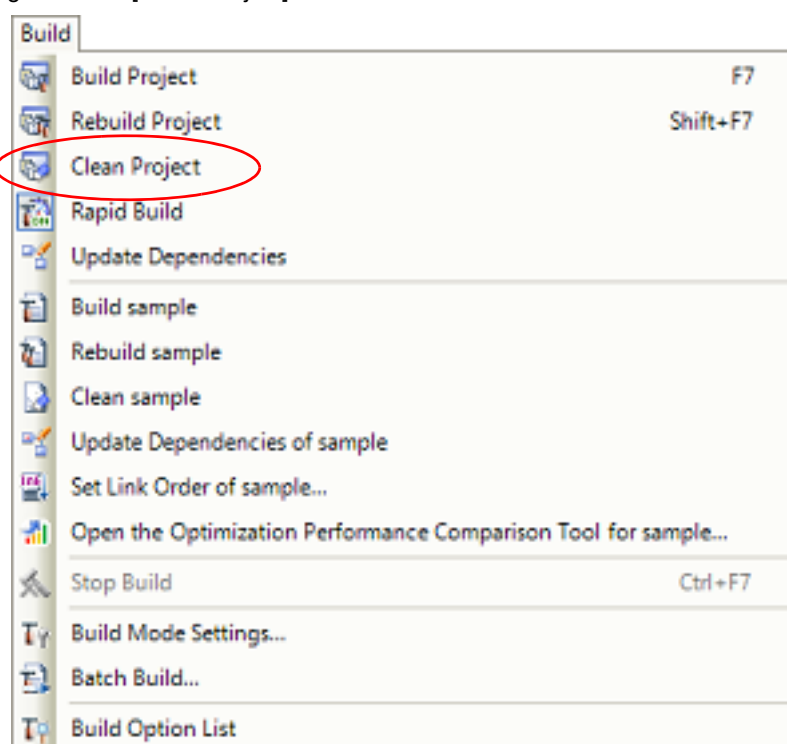 Build
Build Project F7
Rebuild Project Shift+F7
Clean Project
Rapid Build
Update Dependencies
Build sample
Rebuild sample
Clean sample
Update Dependencies of sample
Set Link Order of sample...
Open the Optimization Performance Comparison Tool for sample...
Stop Build Ctrl+F7
Build Mode Settings...
Batch Build...
Build Option List